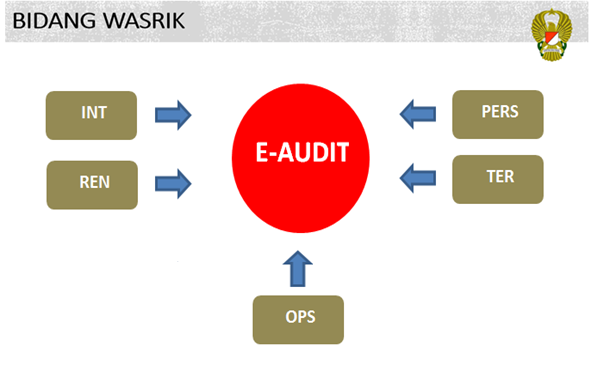 BIDANG WASRIK
INT
PERS
E-AUDIT
REN
TER
OPS